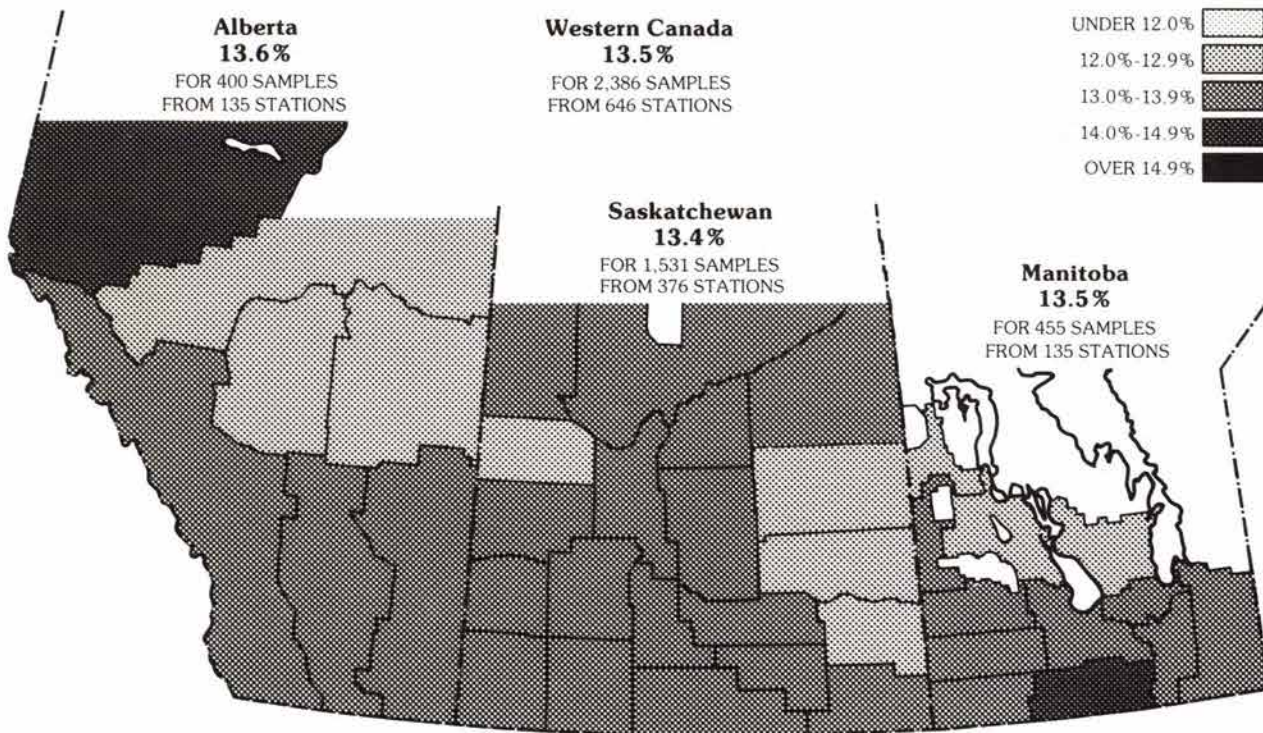 Alberta
13.6%
FOR 400 SAMPLES
FROM 135 STATIONS
Western Canada
13.5%
FOR 2,386 SAMPLES
FROM 646 STATIONS
UNDER 12.0%
12.0%-12.9%
13.0%-13.9%
14.0%-14.9%
OVER 14.9%
Saskatchewan
13.4%
FOR 1,531 SAMPLES
FROM 376 STATIONS
Manitoba
13.5%
FOR 455 SAMPLES
FROM 135 STATIONS